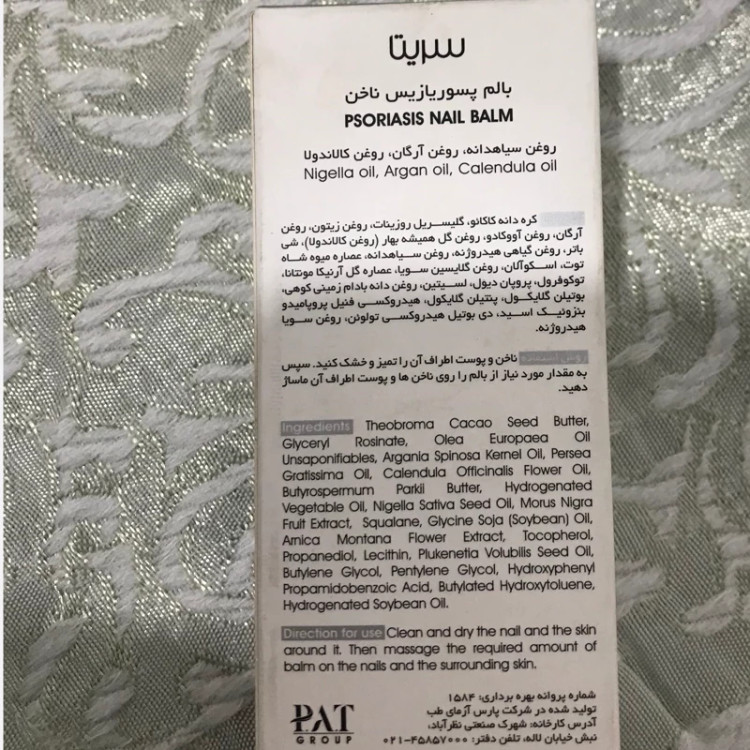 سریتا
بالم پسوریازیس ناخن
PSORIASIS NAIL BALM
روغن سیاهدانه، روغن آرگان، روغن کالاندولا
Nigella oil, Argan oil, Calendula oil
کره دانه کاکائو، گلیسریل روزینات، روغن زیتون، روغن
آرگان، روغن آووکادو، روغن گل همیشه بهار (روغن کالاندولا)، شی
باتر، روغن گیاهی هیدروژنه، روغن سیاهدانه، عصاره میوه شاه
توت، اسکوآلان، روغن گلایسین سویا، عصاره گل آرنیکا مونتانا،
توکوفرول، پروپان دیول، لسیتین، روغن دانه بادام زمینی کوهی،
بوتیلن گلایکول، پنتیلن گلایکول، هیدروکسی فنیل پروپامیدو
بنزوئیک اسید، دی بوتیل هیدروکسی تولوئن، روغن سویا
هیدروژنه.
روش استفاده ناخن و پوست اطراف آن را تمیز و خشک کنید. سپس
به مقدار مورد نیاز از بالم را روی ناخن ها و پوست اطراف آن ماساژ
دهید.
Ingredients Theobroma Cacao Seed Butter,
Glyceryl Rosinate, Olea Europaea Oil
Unsaponifiables, Argania Spinosa Kernel Oil, Persea
Gratissima Oil, Calendula Officinalis Flower Oil,
Butyrospermum Parkii Butter, Hydrogenated
Vegetable Oil, Nigella Sativa Seed Oil, Morus Nigra
Fruit Extract, Squalane, Glycine Soja (Soybean) Oil,
Arnica Montana Flower Extract, Tocopherol,
Propanediol, Lecithin, Plukenetia Volubilis Seed Oil,
Butylene Glycol, Pentylene Glycol, Hydroxyphenyl
Propamidobenzoic Acid, Butylated Hydroxytoluene,
Hydrogenated Soybean Oil.
Direction for use Clean and dry the nail and the skin
around it. Then massage the required amount of
balm on the nails and the surrounding skin.
شماره پروانه بهره برداری: ۱۵۸۴
تولید شده در شرکت پارس آزمای طب
آدرس کارخانه: شهرک صنعتی نظرآباد،
نبش خیابان لاله، تلفن دفتر: ۴۵۸۵۷۰۰۰-۰۲۱
PAT
GROUP